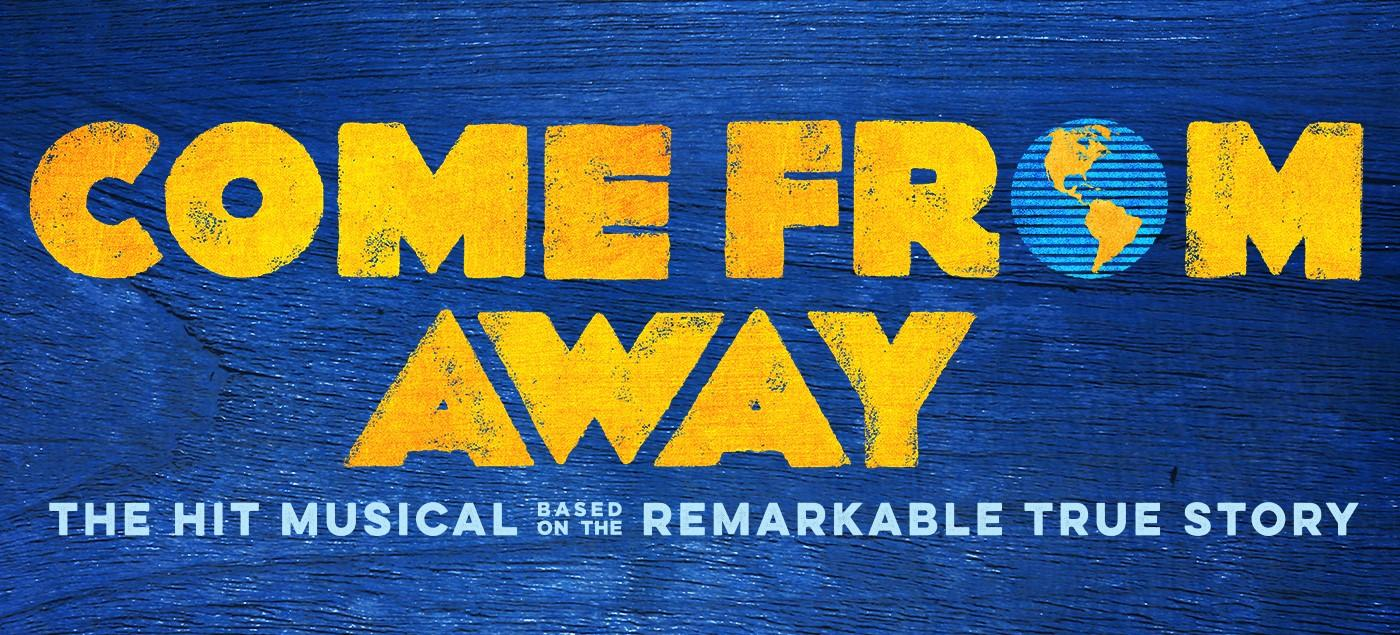 COME FROM
AWAY
THE HIT MUSICAL BASED ON THE REMARKABLE TRUE STORY